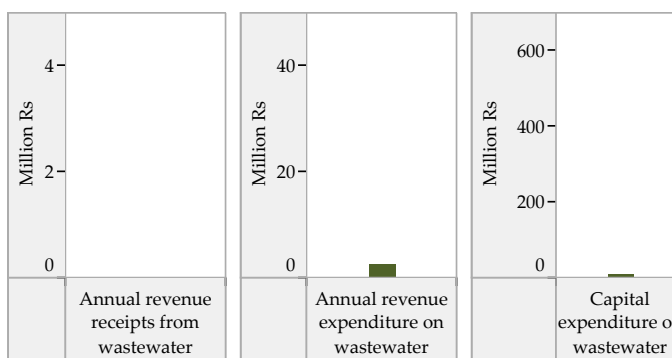 Million Rs
4
2
0
Annual revenue
receipts from
wastewater
Million Rs
40
20
0
Annual revenue
expenditure on
wastewater
Million Rs
600
400
200
0
Capital
expenditure o
wastewater